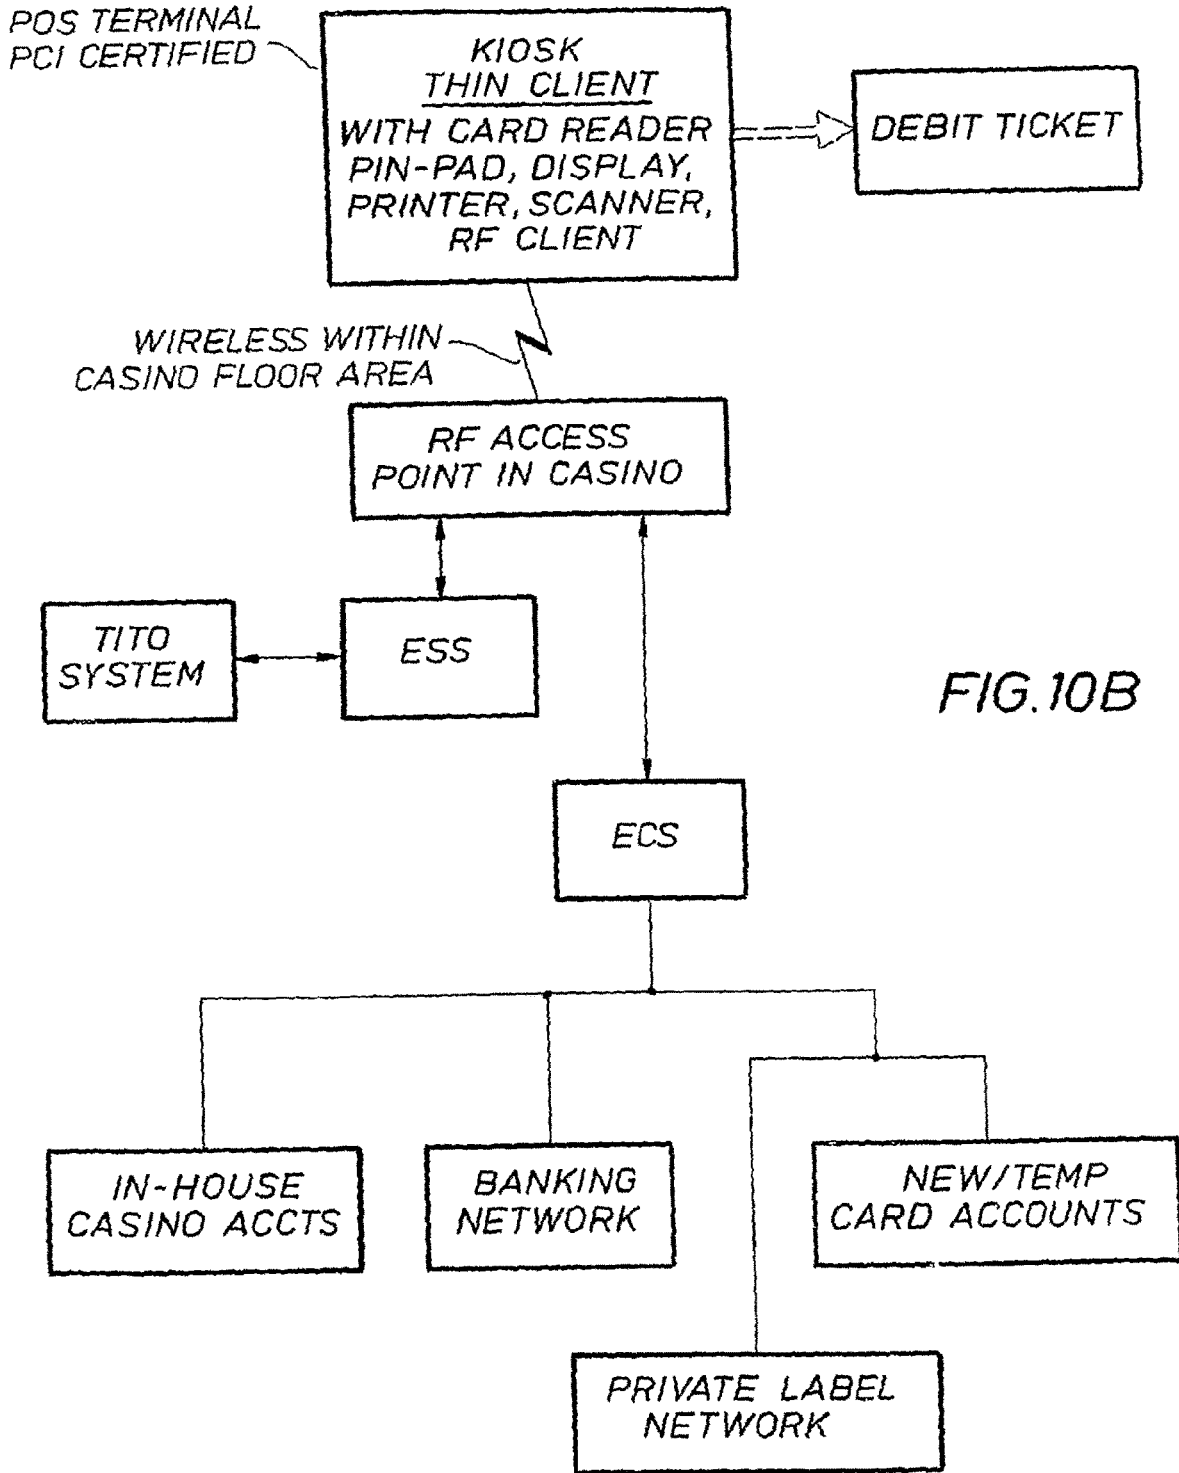 POS TERMINAL
PCI CERTIFIED
KIOSK
THIN CLIENT
WITH CARD READER
PIN-PAD, DISPLAY,
PRINTER, SCANNER,
RF CLIENT
DEBIT TICKET
WIRELESS WITHIN
CASINO FLOOR AREA
RF ACCESS
POINT IN CASINO
TITO
SYSTEM
ESS
FIG. 10B
ECS
IN-HOUSE
CASINO ACCTS
BANKING
NETWORK
NEW/TEMP
CARD ACCOUNTS
PRIVATE LABEL
NETWORK